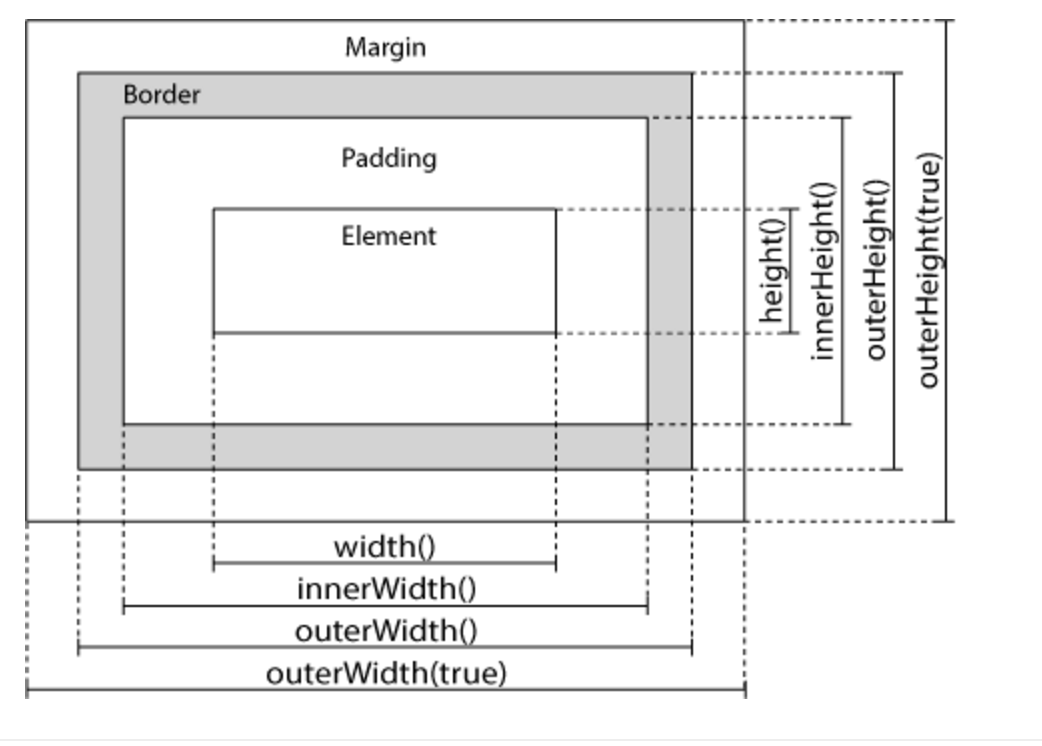 Margin
Border
Padding
Element
height()
innerHeight()
outerHeight()
outerHeight(true)
width()
innerWidth()
outerWidth()
outerWidth(true)